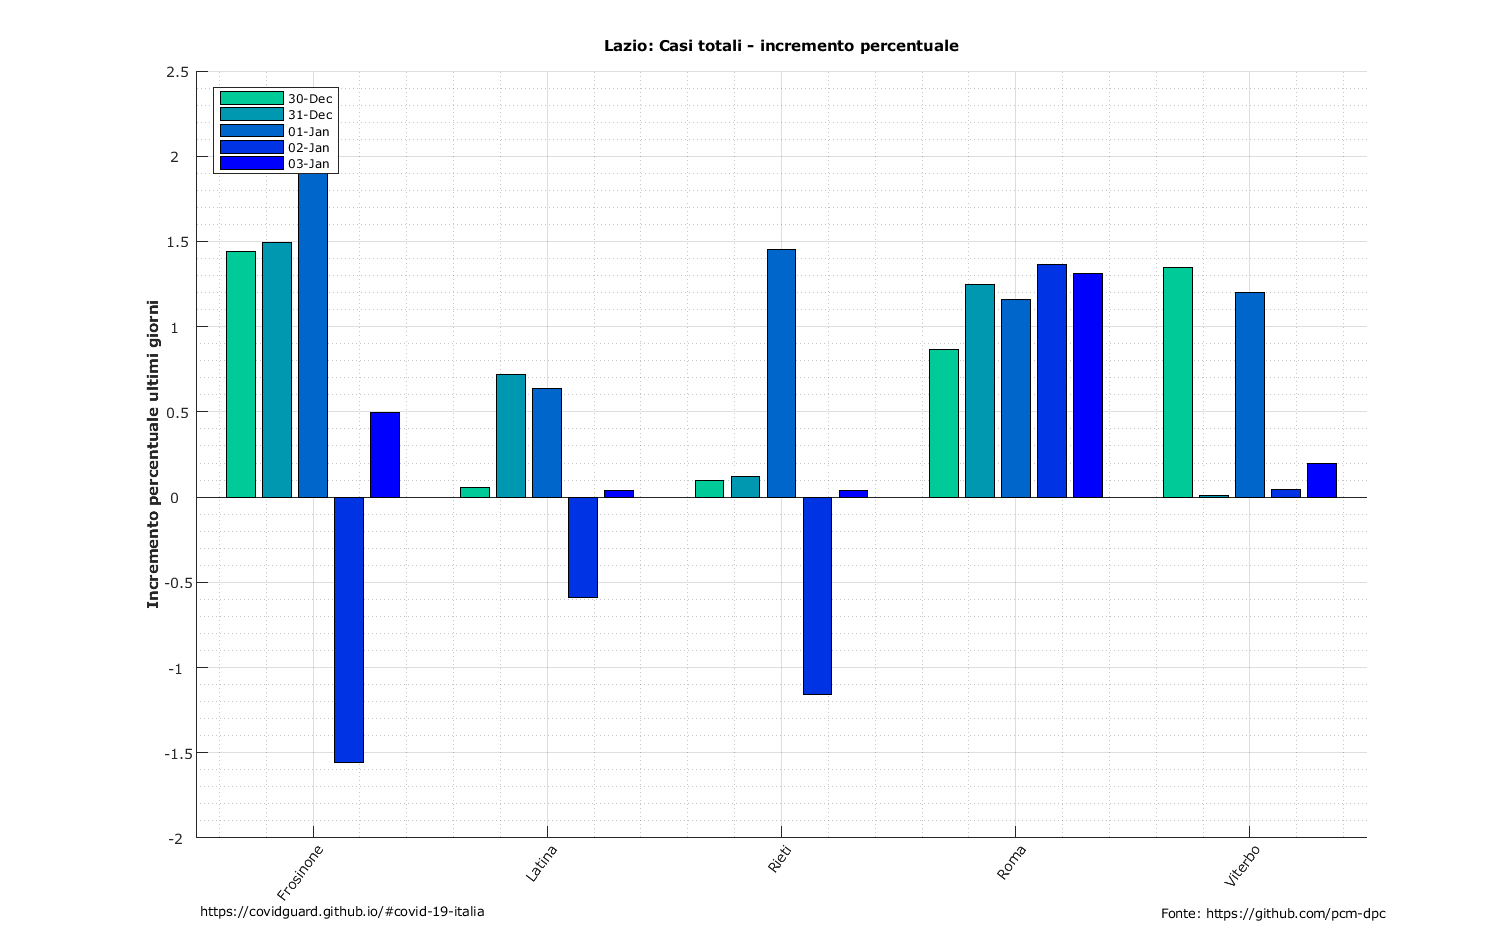 Lazio: Casi totali - incremento percentuale
2.5
2
1.5
1
0.5
0
-0.5
-1
-1.5
-2
30-Dec
31-Dec
01-Jan
02-Jan
03-Jan
Incremento percentuale ultimi giorni
Frosinone
Latina
Rieti
Roma
Viterbo
https://covidguard.github.io/#covid-19-italia
Fonte: https://github.com/pcm-dpc